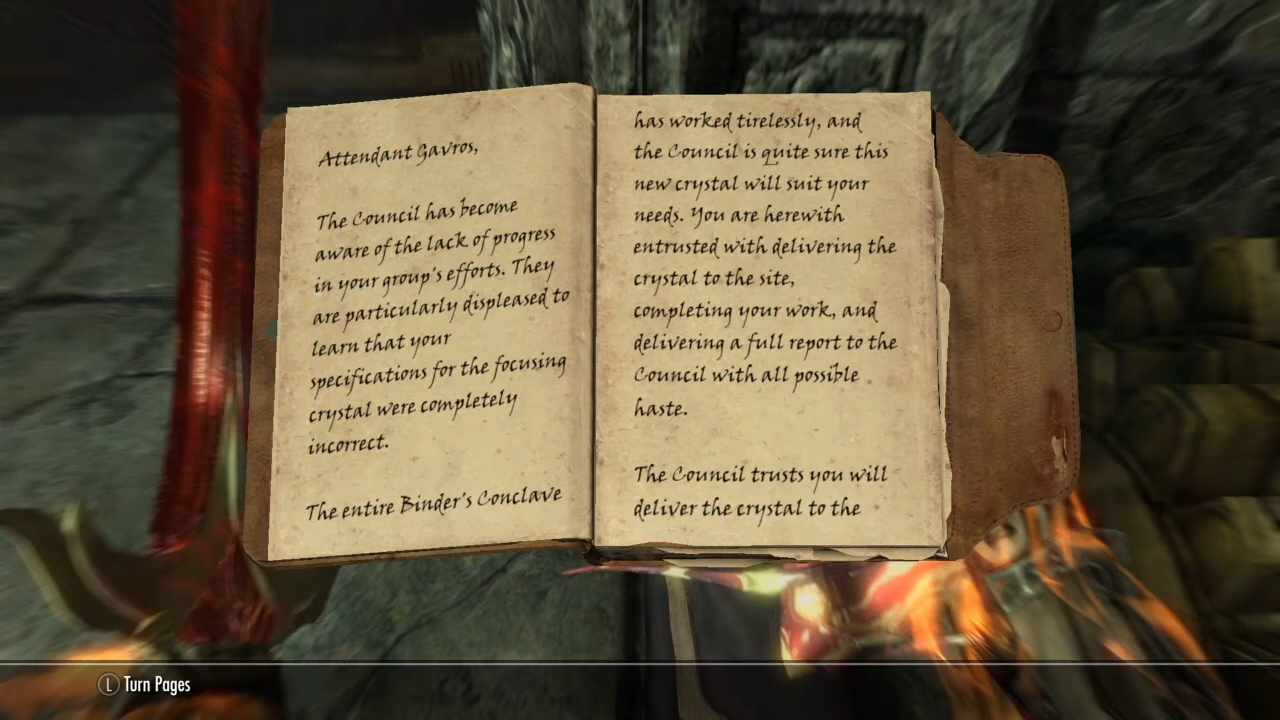 Attendant Gavros,
The Council has become
aware of the lack of progress
in your group's efforts. They
are particularly displeased to
learn that your
specifications for the focusing
crystal were completely
incorrect.
The entire Binder's Conclave
has worked tirelessly, and
the Council is quite sure this
new crystal will suit your
needs. You are herewith
entrusted with delivering the
crystal to the site,
completing your work, and
delivering a full report to the
Council with all possible
haste.
The Council trusts you will
deliver the crystal to the
L Turn Pages